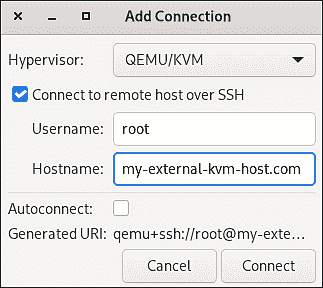 Add Connection
Hypervisor: QEMU/KVM
Connect to remote host over SSH
Username: root
Hostname: my-external-kvm-host.com
Autoconnect:
Generated URI: qemu+ssh://root@my-exte...
Cancel Connect